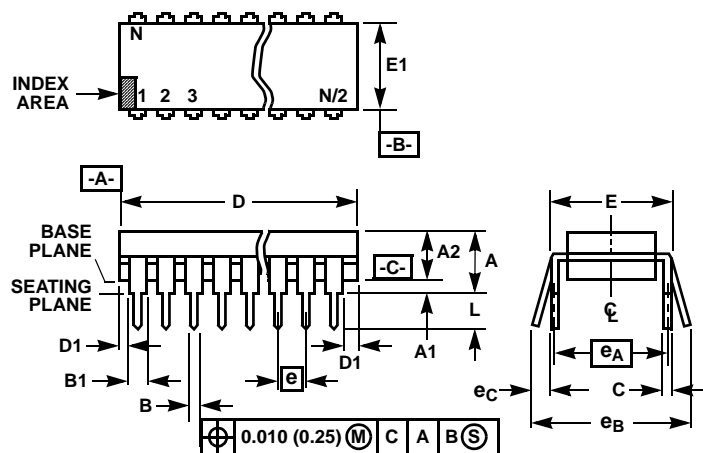 N
E1
INDEX
AREA
1 2 3 N/2
-B-
-A-
D
E
BASE
PLANE
A2
A
-C-
SEATING
PLANE
L
CL
D1
A1
D1
eA
B1
e
eC
C
B
eB
0.010 (0.25) M C A B S